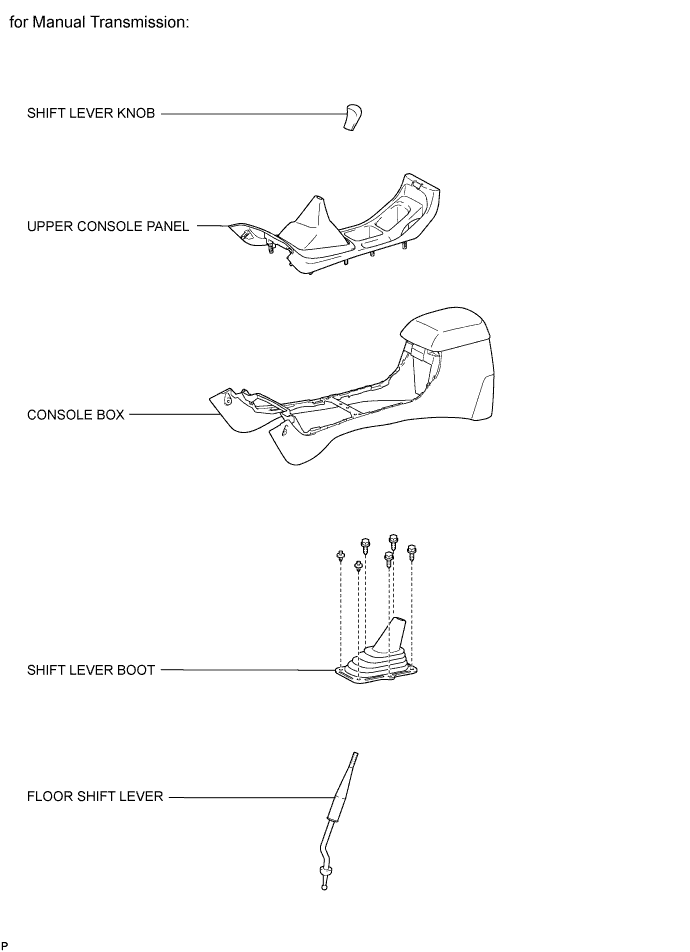 for Manual Transmission:
SHIFT LEVER KNOB
UPPER CONSOLE PANEL
CONSOLE BOX
SHIFT LEVER BOOT
FLOOR SHIFT LEVER
P